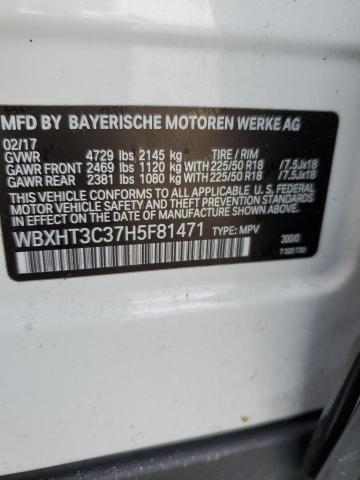 MFD BY BAYERISCHE MOTOREN WERKE AG
02/17
GVWR 4729 lbs 2145 kg TIRE / RIM
GAWR FRONT 2469 lbs 1120 kg WITH 225/50 R18 /7.5Jx18
GAWR REAR 2381 lbs 1080 kg WITH 225/50 R18 /7.5Jx18
THIS VEHICLE CONFORMS TO ALL APPLICABLE U.S. FEDERAL MOTOR
VEHICLE SAFETY, BUMPER, AND THEFT PREVENTION STANDARDS
IN EFFECT ON THE DATE OF MANUFACTURE SHOWN ABOVE.
WBXHT3C37H5F81471 TYPE: MPV
300/0